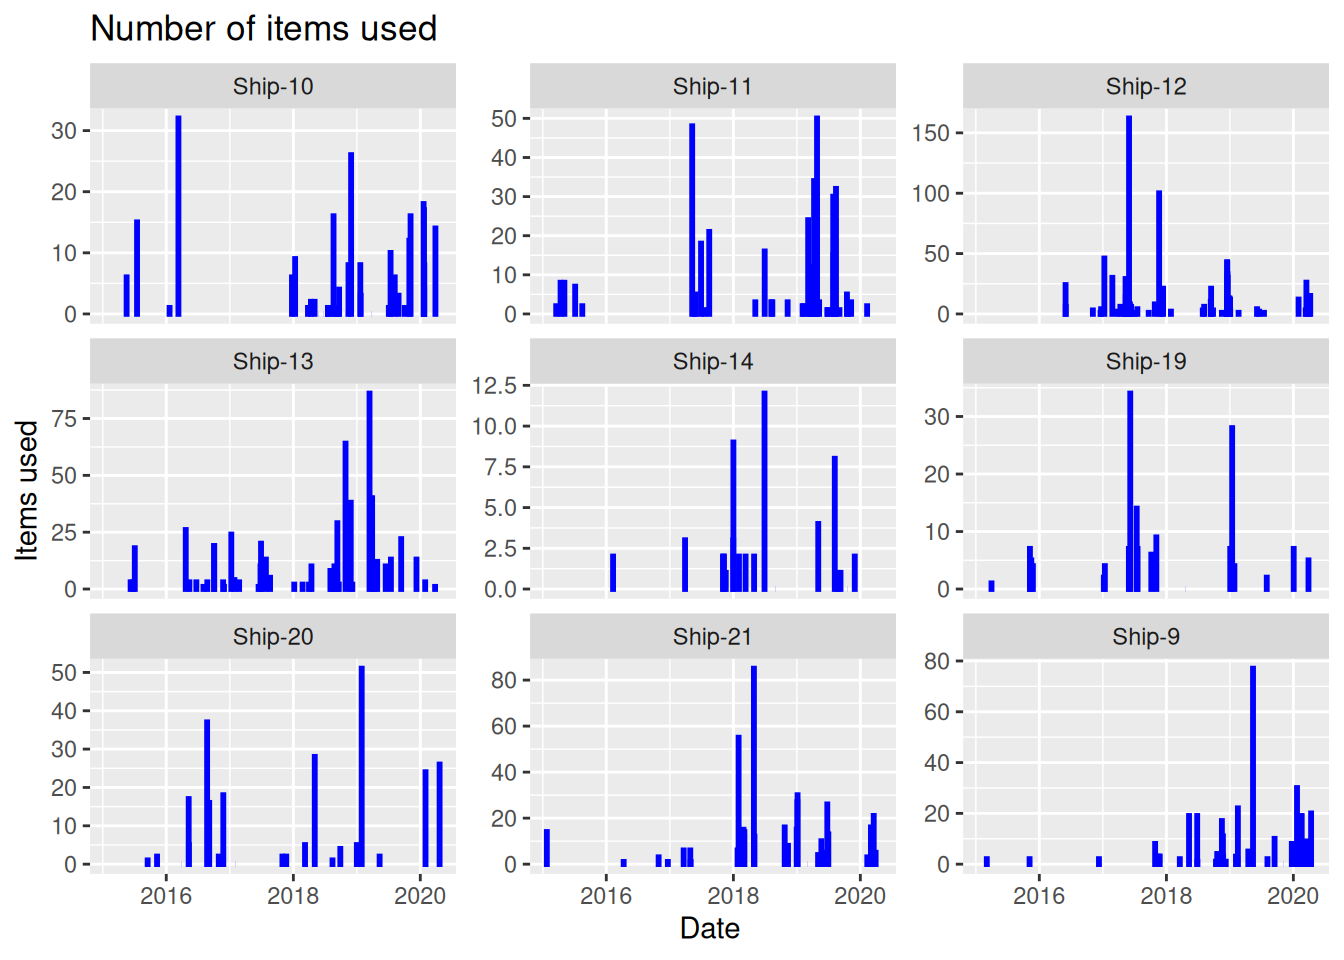 Number of items used
Ship-10 Ship-11 Ship-12
30 20 10 0
50 40 30 20 10 0
150 100 50 0
Ship-13 Ship-14 Ship-19
75 50 25 0
12.5 10.0 7.5 5.0 2.5 0.0
30 20 10 0
Ship-20 Ship-21 Ship-9
50 40 30 20 10 0
80 60 40 20 0
80 60 40 20 0
2016 2018 2020 2016 2018 2020 2016 2018 2020
Items used
Date